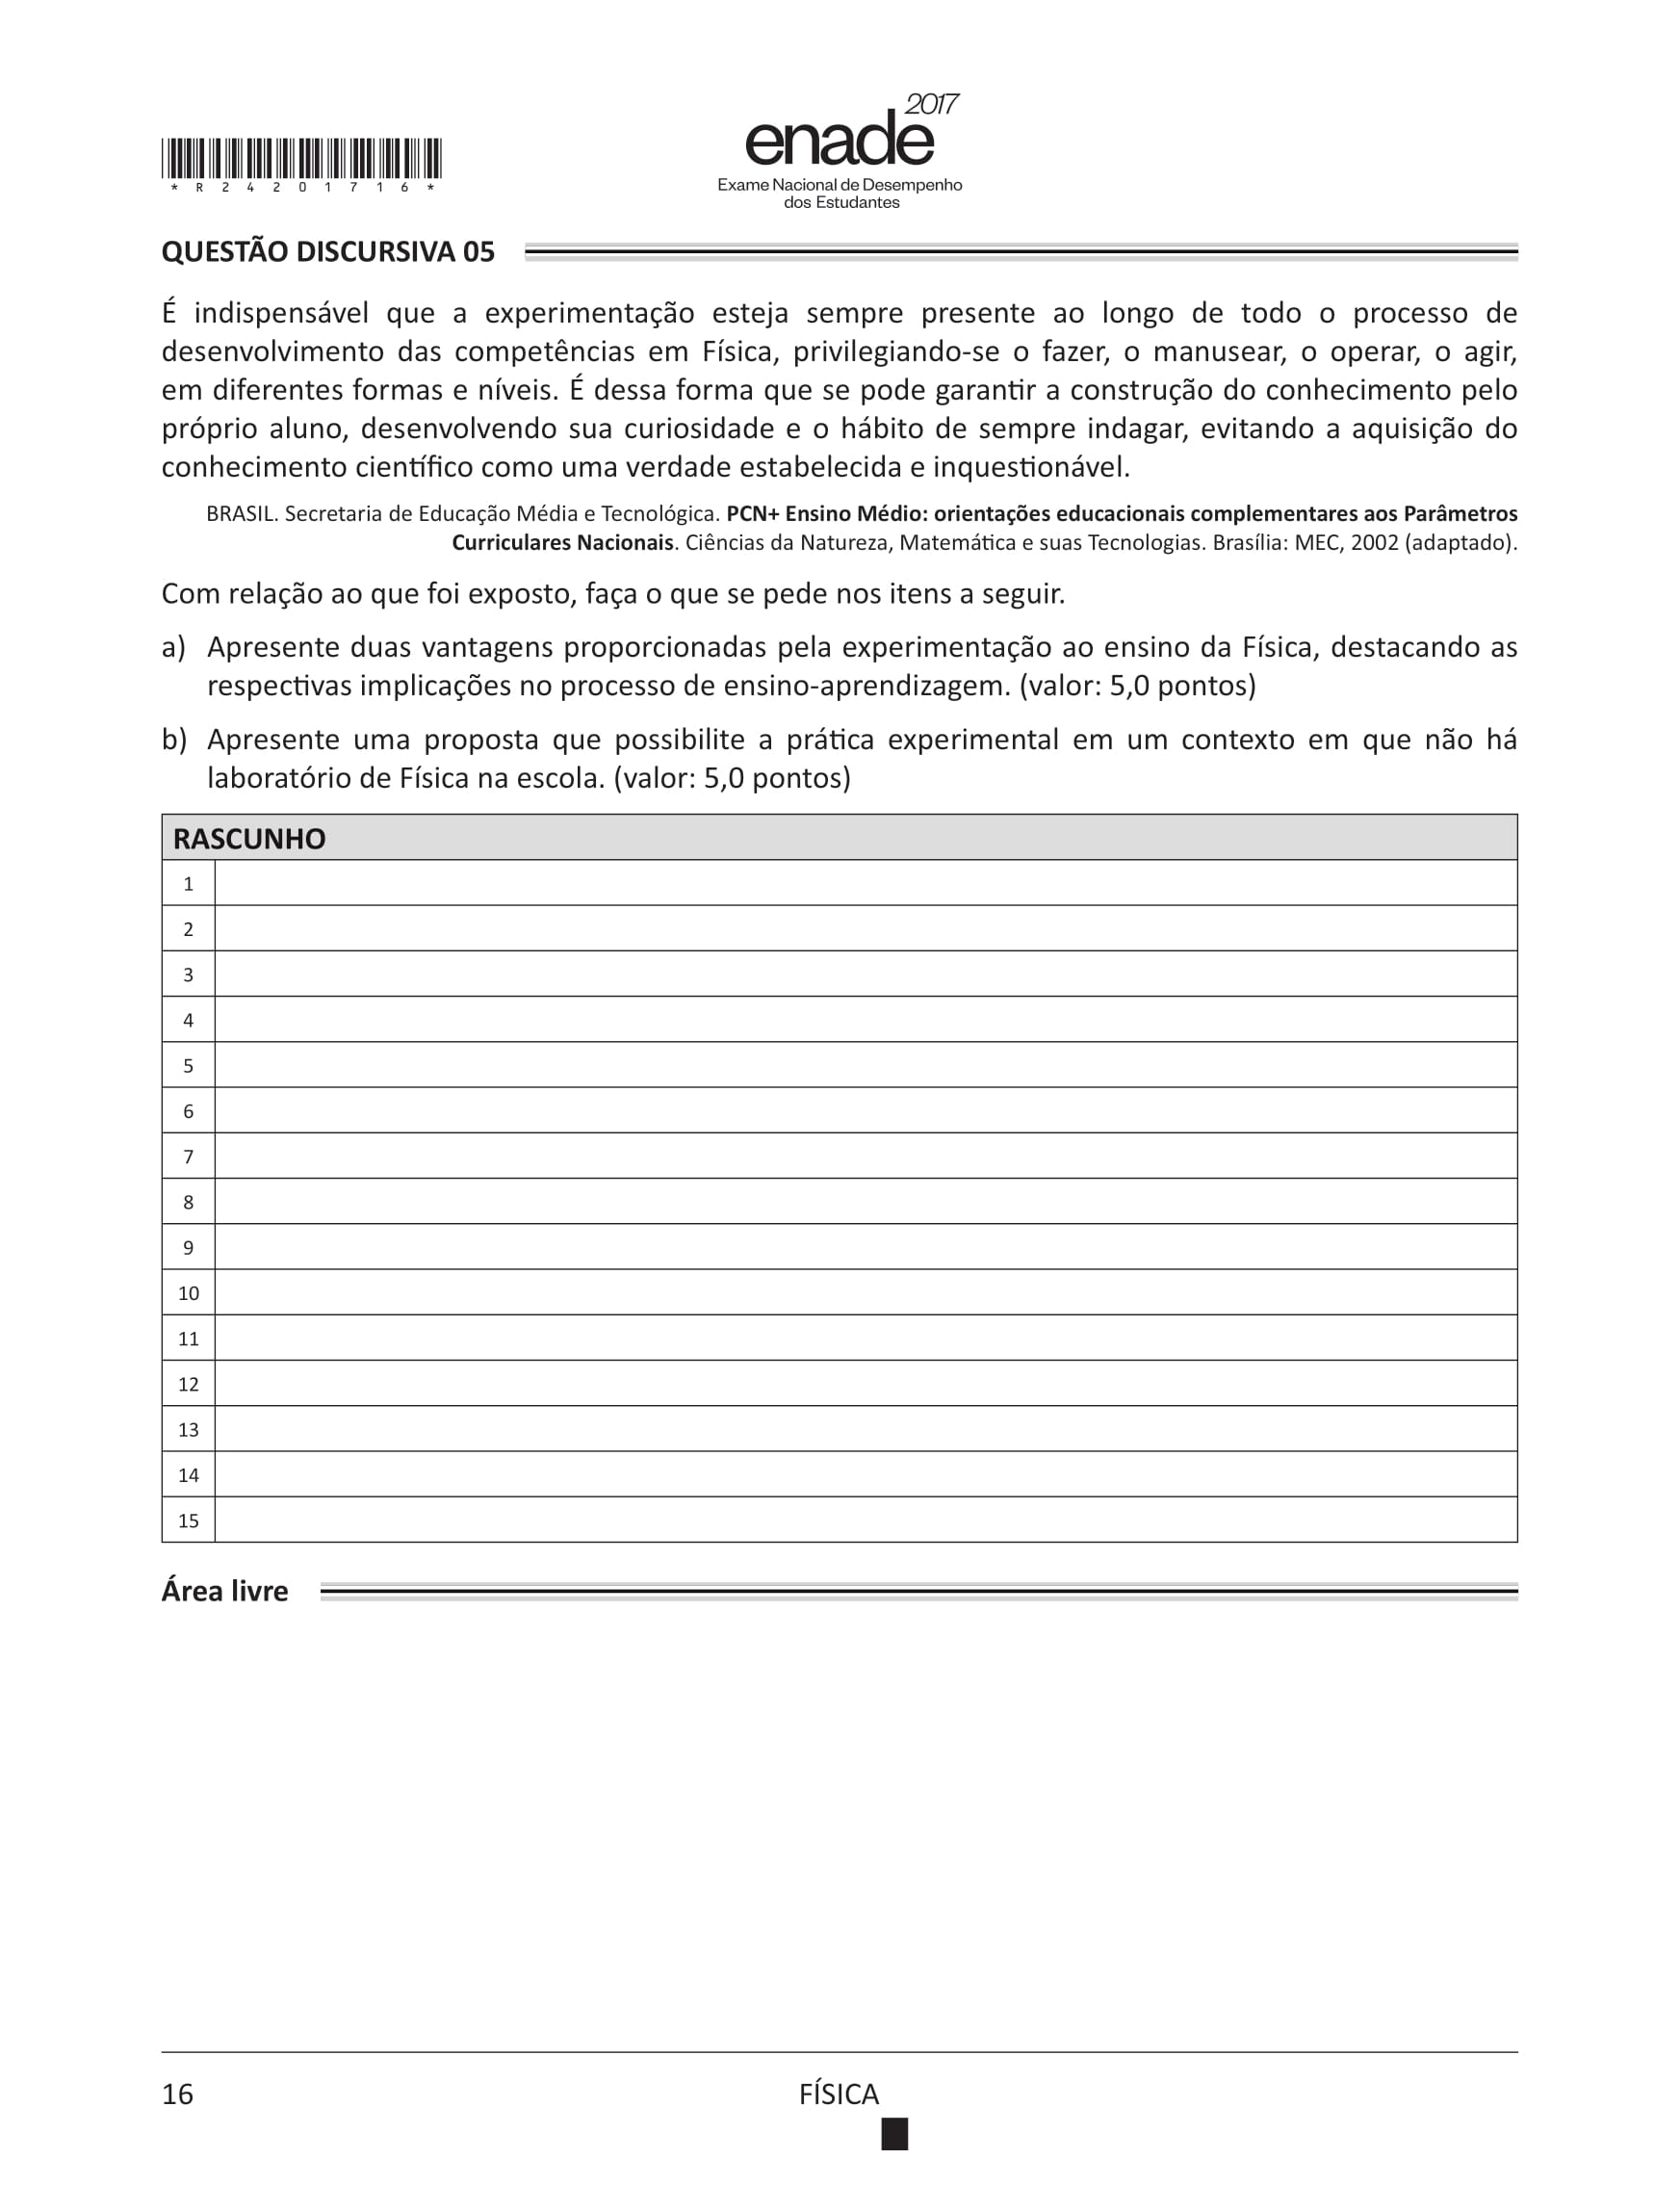 2017
enade
Exame Nacional de Desempenho
dos Estudantes
*R24201716*
QUESTÃO DISCURSIVA 05
É indispensável que a experimentação esteja sempre presente ao longo de todo o processo de
desenvolvimento das competências em Física, privilegiando-se o fazer, o manusear, o operar, o agir,
em diferentes formas e níveis. É dessa forma que se pode garantir a construção do conhecimento pelo
próprio aluno, desenvolvendo sua curiosidade e o hábito de sempre indagar, evitando a aquisição do
conhecimento científico como uma verdade estabelecida e inquestionável.
BRASIL. Secretaria de Educação Média e Tecnológica. PCN+ Ensino Médio: orientações educacionais complementares aos Parâmetros
Curriculares Nacionais. Ciências da Natureza, Matemática e suas Tecnologias. Brasília: MEC, 2002 (adaptado).
Com relação ao que foi exposto, faça o que se pede nos itens a seguir.
a) Apresente duas vantagens proporcionadas pela experimentação ao ensino da Física, destacando as
respectivas implicações no processo de ensino-aprendizagem. (valor: 5,0 pontos)
b) Apresente uma proposta que possibilite a prática experimental em um contexto em que não há
laboratório de Física na escola. (valor: 5,0 pontos)
RASCUNHO
1
2
3
4
5
6
7
8
9
10
11
12
13
14
15
Área livre
16
FÍSICA